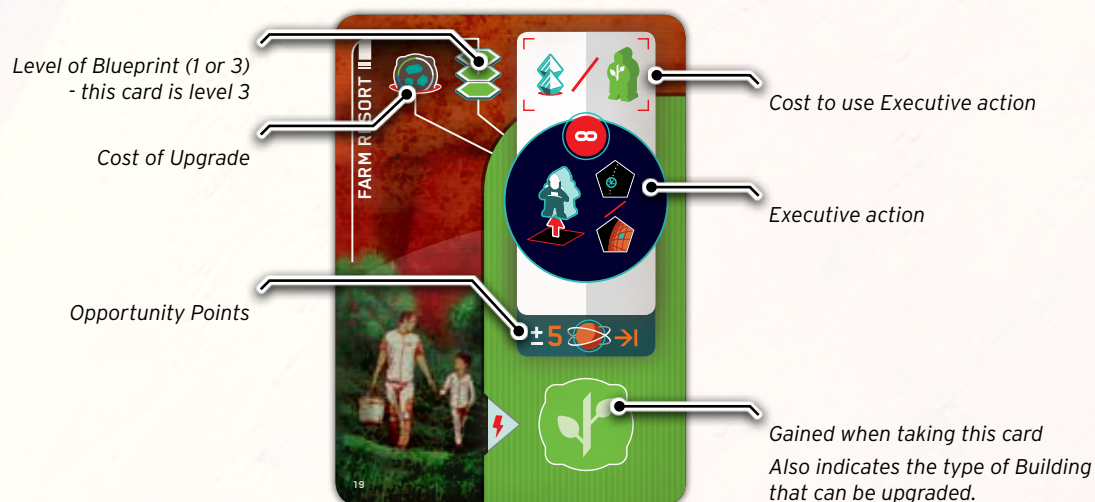 Level of Blueprint (1 or 3)
- this card is level 3
Cost of Upgrade
Opportunity Points
FARM RESORT III
8
±5
19
Cost to use Executive action
Executive action
Gained when taking this card
Also indicates the type of Building
that can be upgraded.